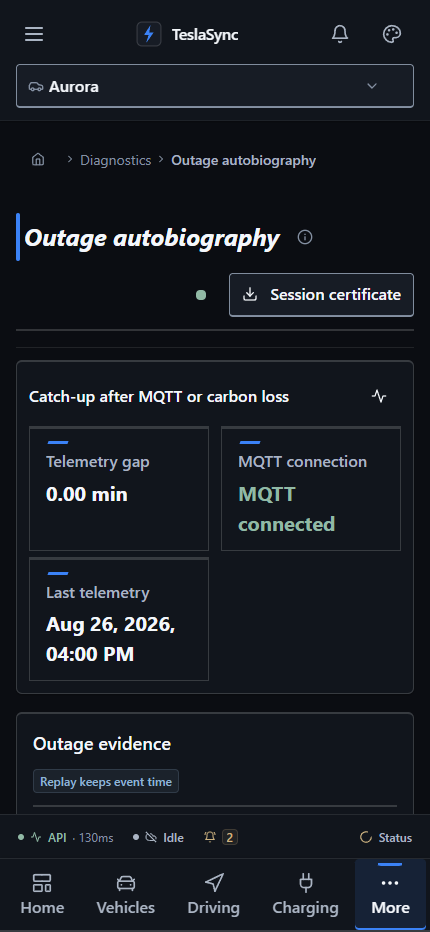 TeslaSync
Aurora
Diagnostics
Outage autobiography
Outage autobiography
Session certificate
Catch-up after MQTT or carbon loss
Telemetry gap
0.00 min
MQTT connection
MQTT
connected
Last telemetry
Aug 26, 2026,
04:00 PM
Outage evidence
Replay keeps event time
API · 130ms
Idle
2
Status
Home
Vehicles
Driving
Charging
More